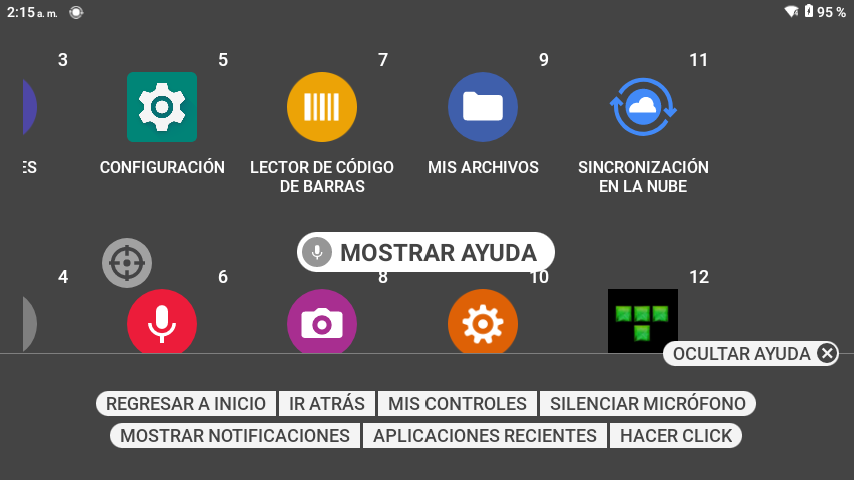 2:15 a. m.
95 %
3
5
7
9
11
ES
CONFIGURACIÓN
LECTOR DE CÓDIGO
DE BARRAS
MIS ARCHIVOS
SINCRONIZACIÓN
EN LA NUBE
MOSTRAR AYUDA
4
6
8
10
12
OCULTAR AYUDA
REGRESAR A INICIO
IR ATRÁS
MIS CONTROLES
SILENCIAR MICRÓFONO
MOSTRAR NOTIFICACIONES
APLICACIONES RECIENTES
HACER CLICK